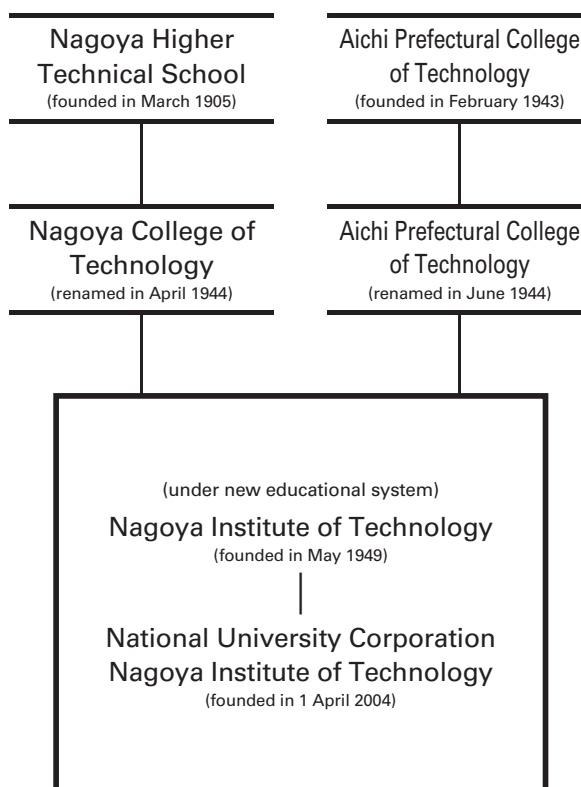 Nagoya Higher
Technical School
(founded in March 1905)
Aichi Prefectural College
of Technology
(founded in February 1943)
Nagoya College of
Technology
(renamed in April 1944)
Aichi Prefectural College
of Technology
(renamed in June 1944)
(under new educational system)
Nagoya Institute of Technology
(founded in May 1949)
National University Corporation
Nagoya Institute of Technology
(founded in 1 April 2004)